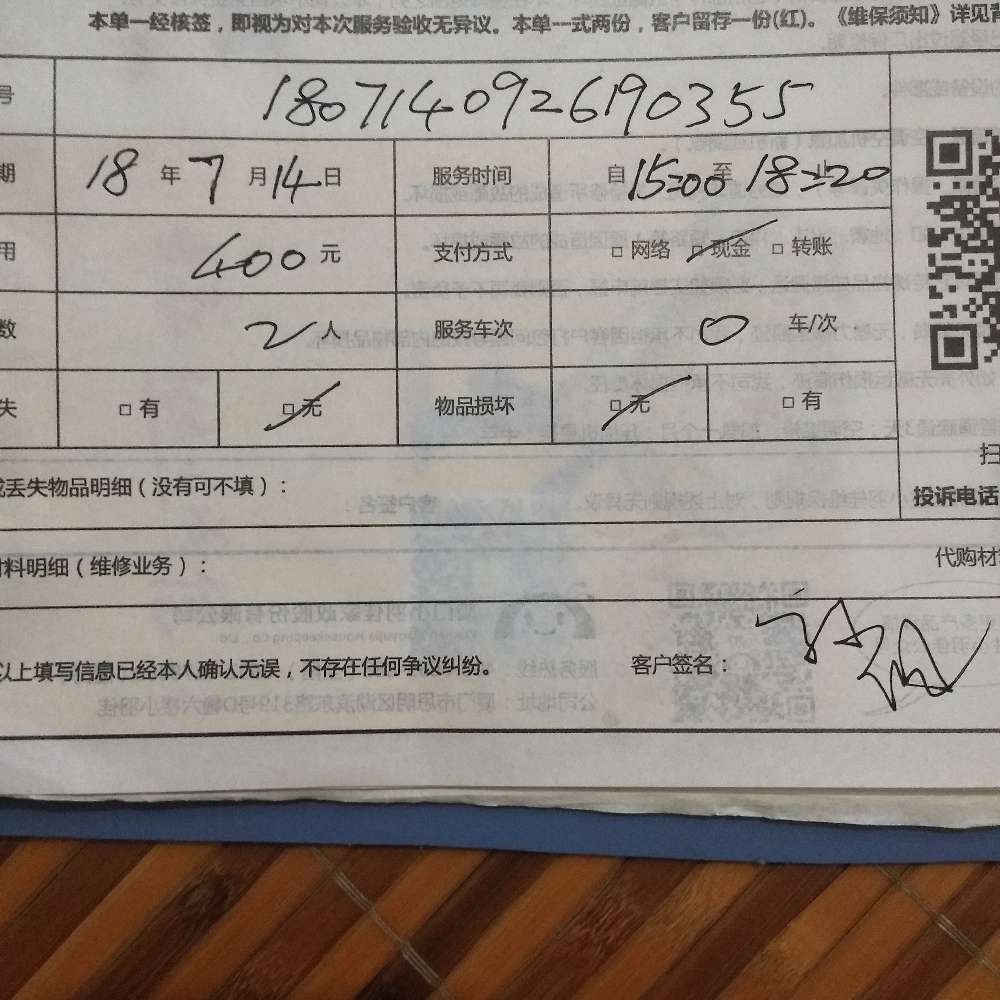 本单一经核签，即视为对本次服务验收无异议。本单一式两份，客户留存一份(红)。《维保须知》详见背
号 1807140926190355
期 18 年 7 月 14 日 服务时间 自 15:00 至 18:20 止
用 400 元 支付方式 □ 网络 □ 现金 □ 转账
数 2 人 服务车次 0 车/次
失 □ 有 □ 无 物品损坏 □ 无 □ 有
扫
或丢失物品明细（没有可不填）：
投诉电话
材料明细（维修业务）：
代购材
以上填写信息已经本人确认无误，不存在任何争议纠纷。 客户签名：